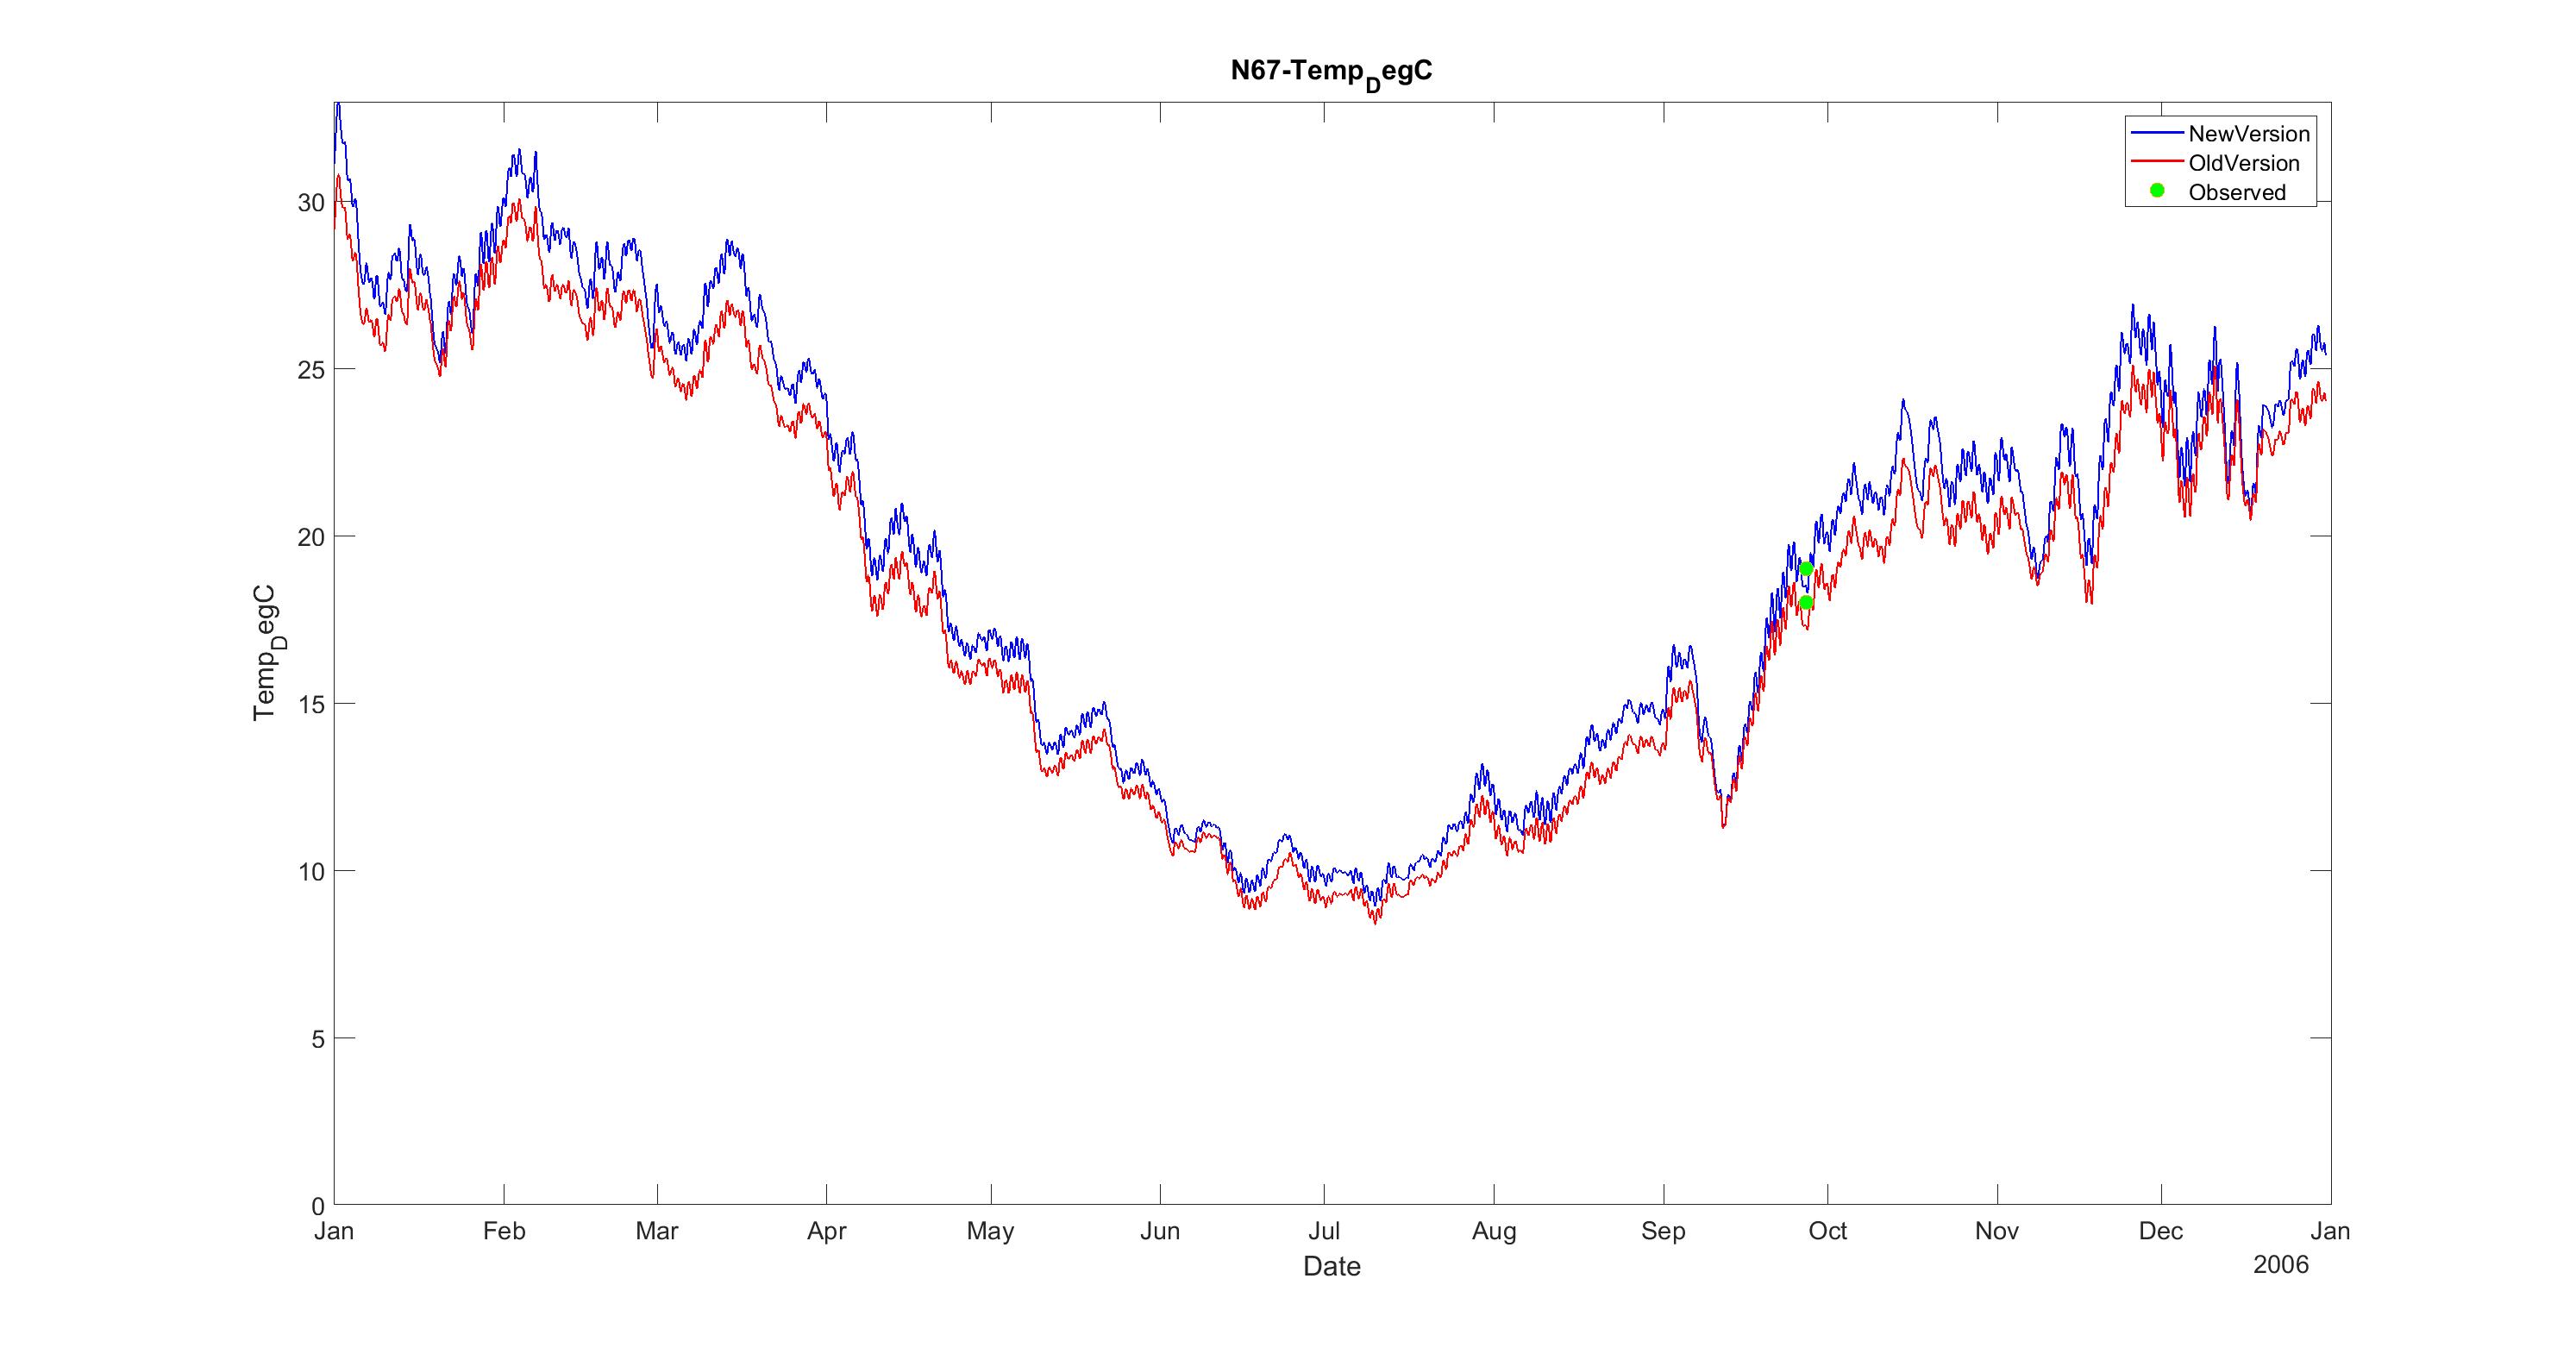 N67-Temp_DegC
NewVersion
OldVersion
Observed
30
25
20
15
10
5
0
Temp_DegC
Jan Feb Mar Apr May Jun Jul Aug Sep Oct Nov Dec Jan
Date
2006